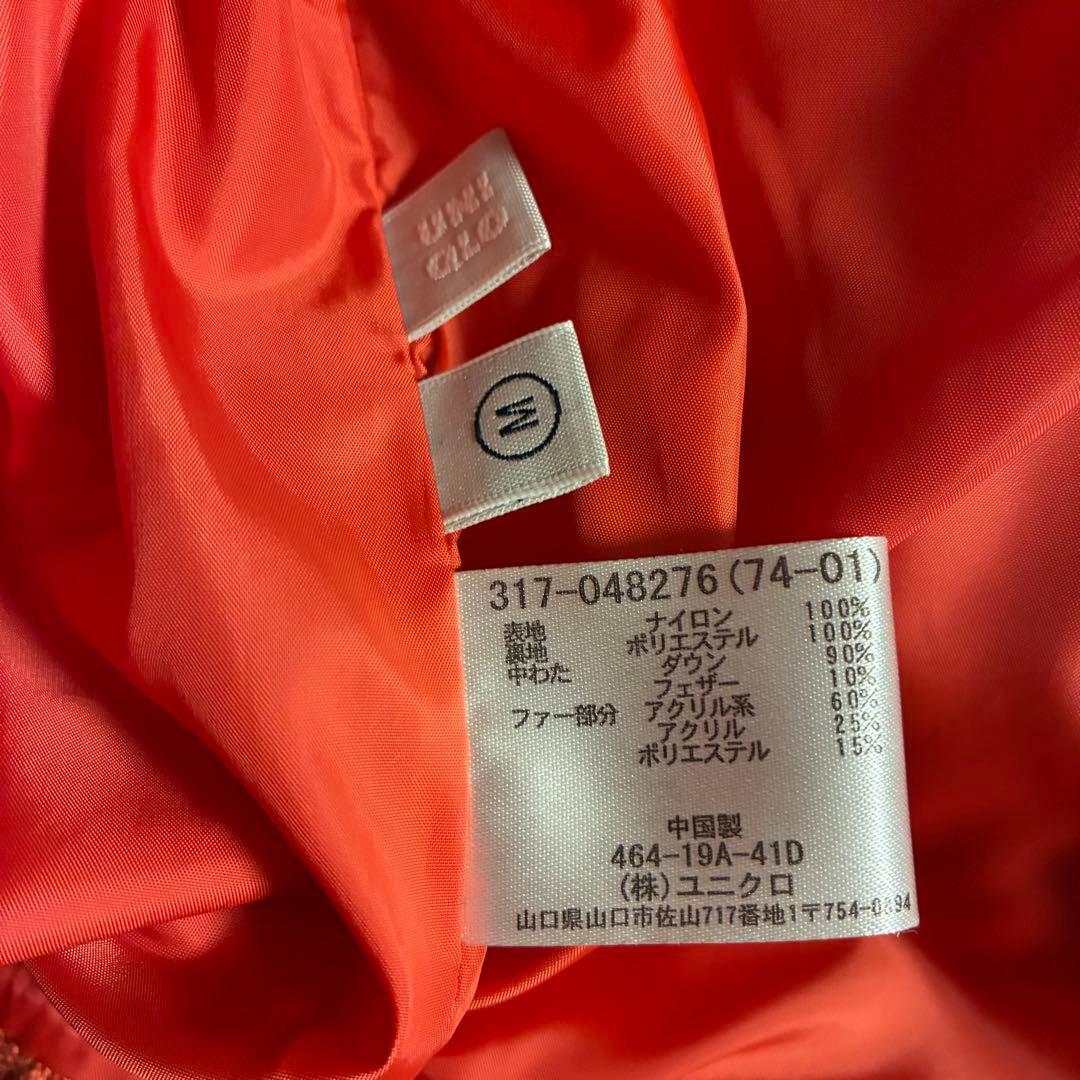 UNI
QLO
M
317-048276(74-01)
表地 ナイロン 100%
裏地 ポリエステル 100%
中わた ダウン 90%
フェザー 10%
ファー部分 アクリル系 60%
アクリル 25%
ポリエステル 15%
中国製
464-19A-41D
(株)ユニクロ
山口県山口市佐山717番地1〒754-0894